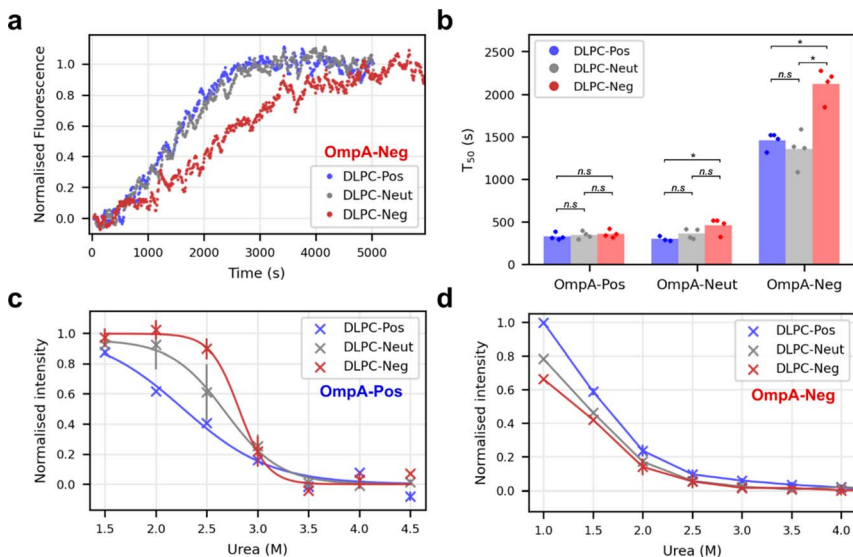 a
Normalised Fluorescence
1.0
0.8
0.6
0.4
0.2
0.0
OmpA-Neg
DLPC-Pos
DLPC-Neut
DLPC-Neg
0 1000 2000 3000 4000 5000
Time (s)
b
T50 (s)
2500
2000
1500
1000
500
0
DLPC-Pos
DLPC-Neut
DLPC-Neg
n.s
n.s
n.s
*
n.s
n.s
*
*
n.s
OmpA-Pos OmpA-Neut OmpA-Neg
c
Normalised intensity
1.0
0.8
0.6
0.4
0.2
0.0
DLPC-Pos
DLPC-Neut
DLPC-Neg
OmpA-Pos
1.5 2.0 2.5 3.0 3.5 4.0 4.5
Urea (M)
d
Normalised intensity
1.0
0.8
0.6
0.4
0.2
0.0
DLPC-Pos
DLPC-Neut
DLPC-Neg
OmpA-Neg
1.0 1.5 2.0 2.5 3.0 3.5 4.0
Urea (M)